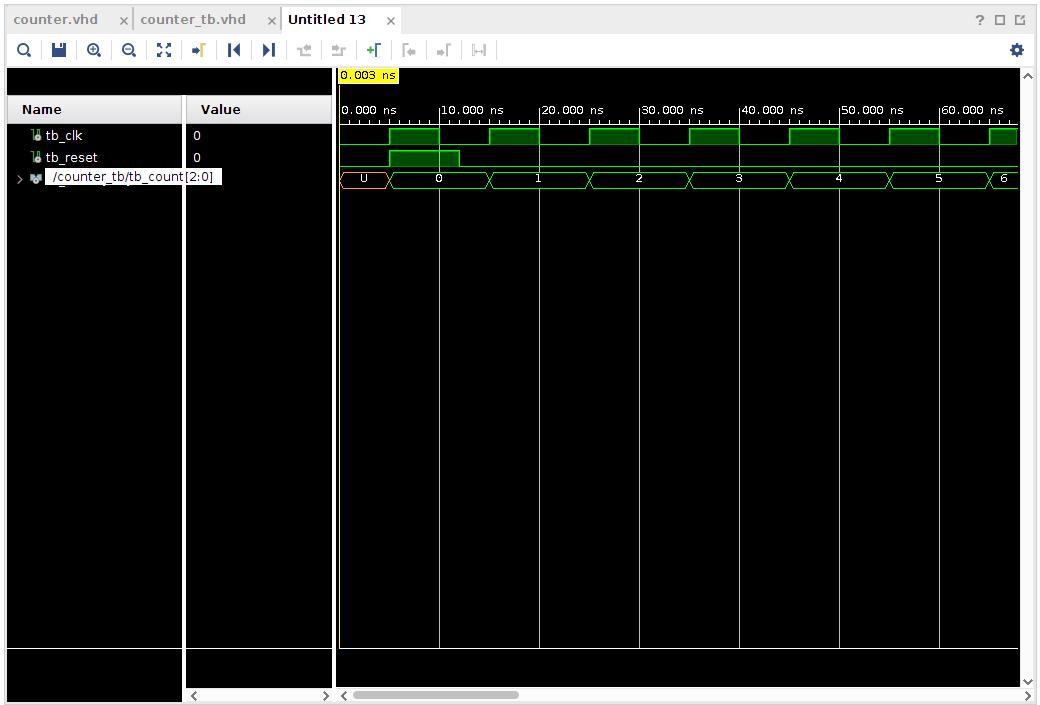 counter.vhd × counter_tb.vhd × Untitled 13 ×
?
0.003 ns
Name Value
0.000 ns 10.000 ns 20.000 ns 30.000 ns 40.000 ns 50.000 ns 60.000 ns
tb_clk 0
tb_reset 0
/counter_tb/tb_count[2:0] U 0 1 2 3 4 5 6